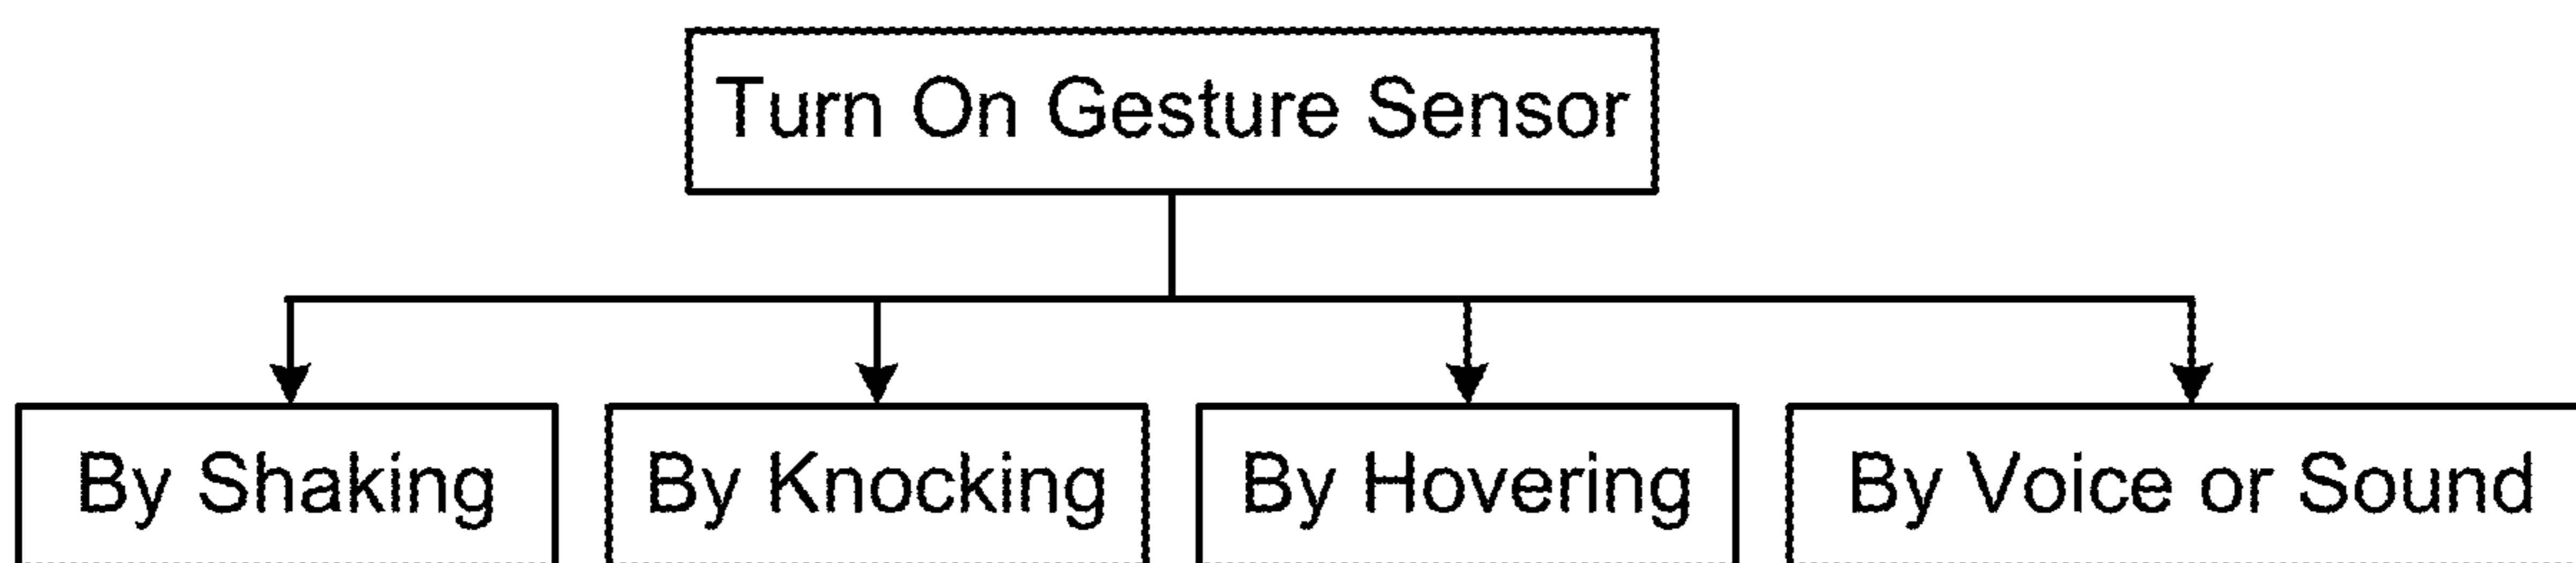 Turn On Gesture Sensor
By Shaking
By Knocking
By Hovering
By Voice or Sound